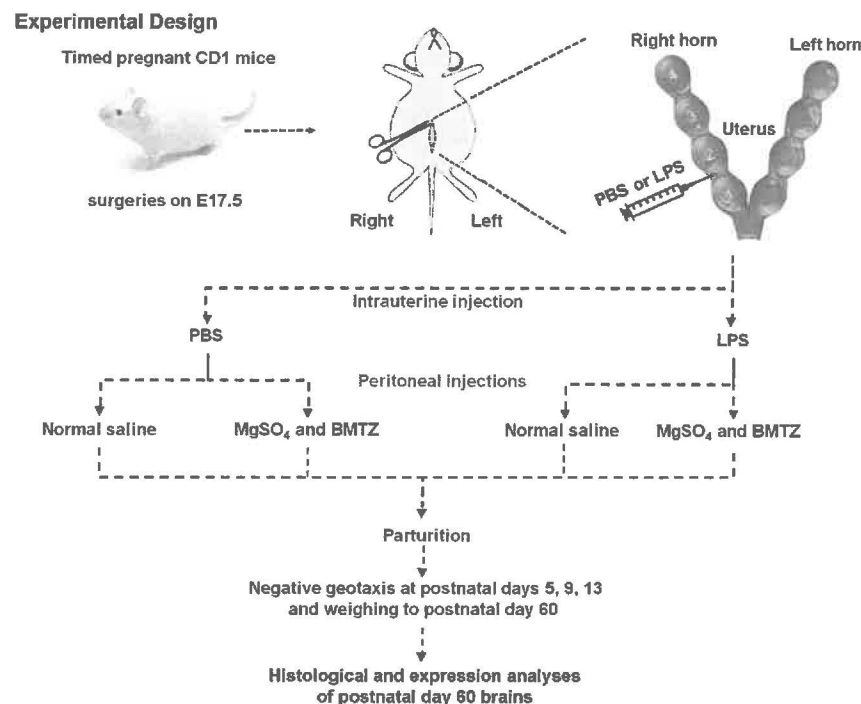 Experimental Design
Timed pregnant CD1 mice
surgeries on E17.5
Right
Left
Right horn
Left horn
Uterus
PBS or LPS
Intrauterine injection
PBS
LPS
Peritoneal injections
Normal saline
MgSO₄ and BMTZ
Normal saline
MgSO₄ and BMTZ
Parturition
Negative geotaxis at postnatal days 5, 9, 13
and weighing to postnatal day 60
Histological and expression analyses
of postnatal day 60 brains